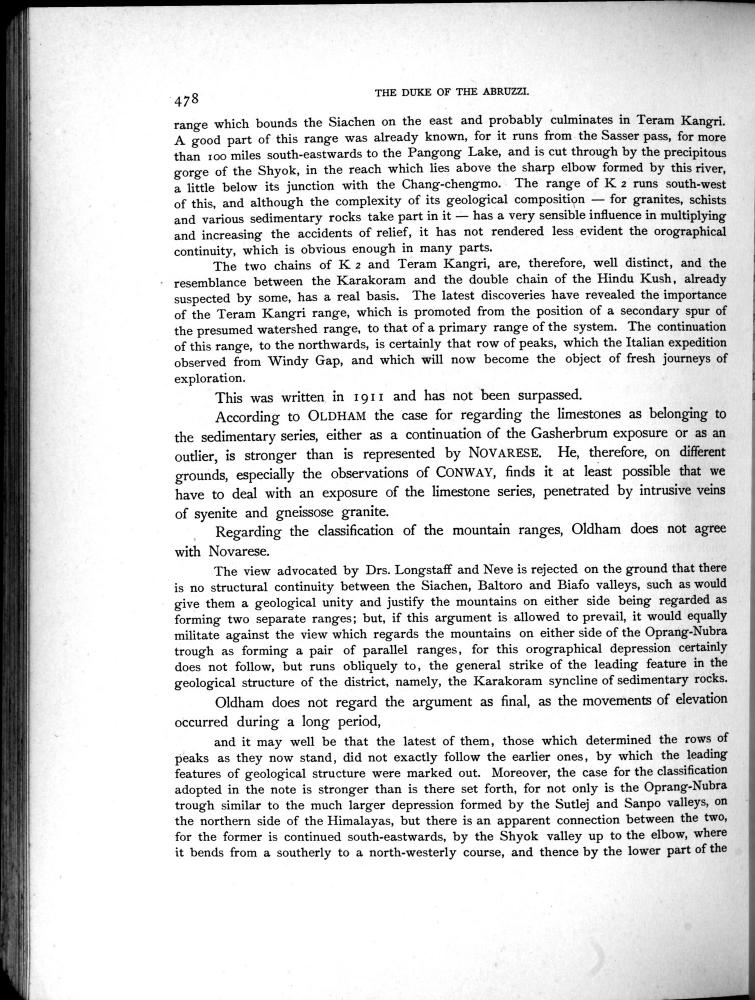 478
THE DUKE OF THE ABRUZZI.
range which bounds the Siachen on the east and probably culminates in Teram Kangri.
A good part of this range was already known, for it runs from the Sasser pass, for more
than 100 miles south-eastwards to the Pangong Lake, and is cut through by the precipitous
gorge of the Shyok, in the reach which lies above the sharp elbow formed by this river,
a little below its junction with the Chang-chengmo. The range of K 2 runs south-west
of this, and although the complexity of its geological composition — for granites, schists
and various sedimentary rocks take part in it — has a very sensible influence in multiplying
and increasing the accidents of relief, it has not rendered less evident the orographical
continuity, which is obvious enough in many parts.
The two chains of K 2 and Teram Kangri, are, therefore, well distinct, and the
resemblance between the Karakoram and the double chain of the Hindu Kush, already
suspected by some, has a real basis. The latest discoveries have revealed the importance
of the Teram Kangri range, which is promoted from the position of a secondary spur of
the presumed watershed range, to that of a primary range of the system. The continuation
of this range, to the northwards, is certainly that row of peaks, which the Italian expedition
observed from Windy Gap, and which will now become the object of fresh journeys of
exploration.
This was written in 1911 and has not been surpassed.
According to OLDHAM the case for regarding the limestones as belonging to
the sedimentary series, either as a continuation of the Gasherbrum exposure or as an
outlier, is stronger than is represented by NOVARESE. He, therefore, on different
grounds, especially the observations of CONWAY, finds it at least possible that we
have to deal with an exposure of the limestone series, penetrated by intrusive veins
of syenite and gneissose granite.
Regarding the classification of the mountain ranges, Oldham does not agree
with Novarese.
The view advocated by Drs. Longstaff and Neve is rejected on the ground that there
is no structural continuity between the Siachen, Baltoro and Biafo valleys, such as would
give them a geological unity and justify the mountains on either side being regarded as
forming two separate ranges; but, if this argument is allowed to prevail, it would equally
militate against the view which regards the mountains on either side of the Oprang-Nubra
trough as forming a pair of parallel ranges, for this orographical depression certainly
does not follow, but runs obliquely to, the general strike of the leading feature in the
geological structure of the district, namely, the Karakoram syncline of sedimentary rocks.
Oldham does not regard the argument as final, as the movements of elevation
occurred during a long period,
and it may well be that the latest of them, those which determined the rows of
peaks as they now stand, did not exactly follow the earlier ones, by which the leading
features of geological structure were marked out. Moreover, the case for the classification
adopted in the note is stronger than is there set forth, for not only is the Oprang-Nubra
trough similar to the much larger depression formed by the Sutlej and Sanpo valleys, on
the northern side of the Himalayas, but there is an apparent connection between the two,
for the former is continued south-eastwards, by the Shyok valley up to the elbow, where
it bends from a southerly to a north-westerly course, and thence by the lower part of the